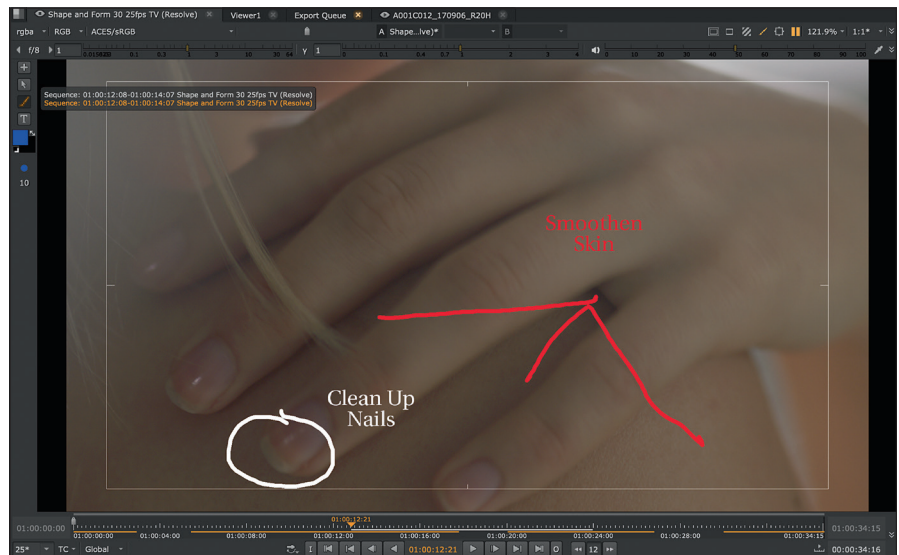 Shape and Form 30 25fps TV (Resolve)
Viewer1
Export Queue
A001C012_170906_R20H
rgba
RGB
ACES/sRGB
A Shape...lve)*
B
121.9%
1:1*
f/8
1
Y
1
Sequence: 01:00:12:08-01:00:14:07 Shape and Form 30 25fps TV (Resolve)
Sequence: 01:00:12:08-01:00:14:07 Shape and Form 30 25fps TV (Resolve)
T
10
Smoothen
Skin
Clean Up
Nails
01:00:12:21
01:00:00:00
01:00:34:15
01:00:00:00 01:00:04:00 01:00:08:00 01:00:12:00 01:00:16:00 01:00:20:00 01:00:24:00 01:00:28:00 01:00:34:15
25*
TC
Global
I
01:00:12:21
O
12
00:00:34:16